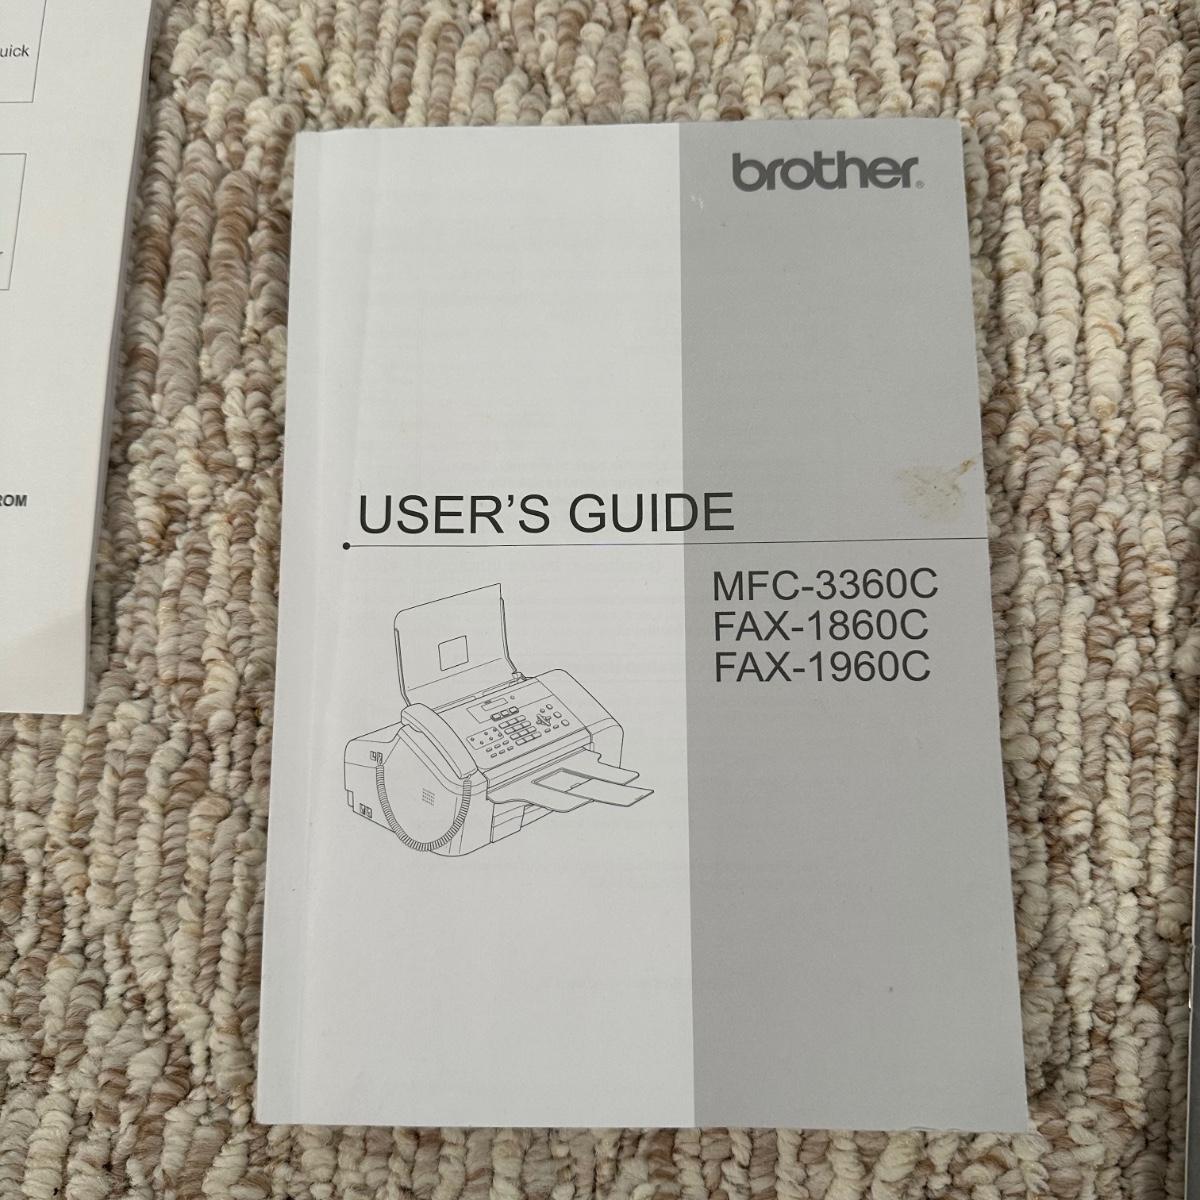 uick
ROM
brother®
USER'S GUIDE
MFC-3360C
FAX-1860C
FAX-1960C